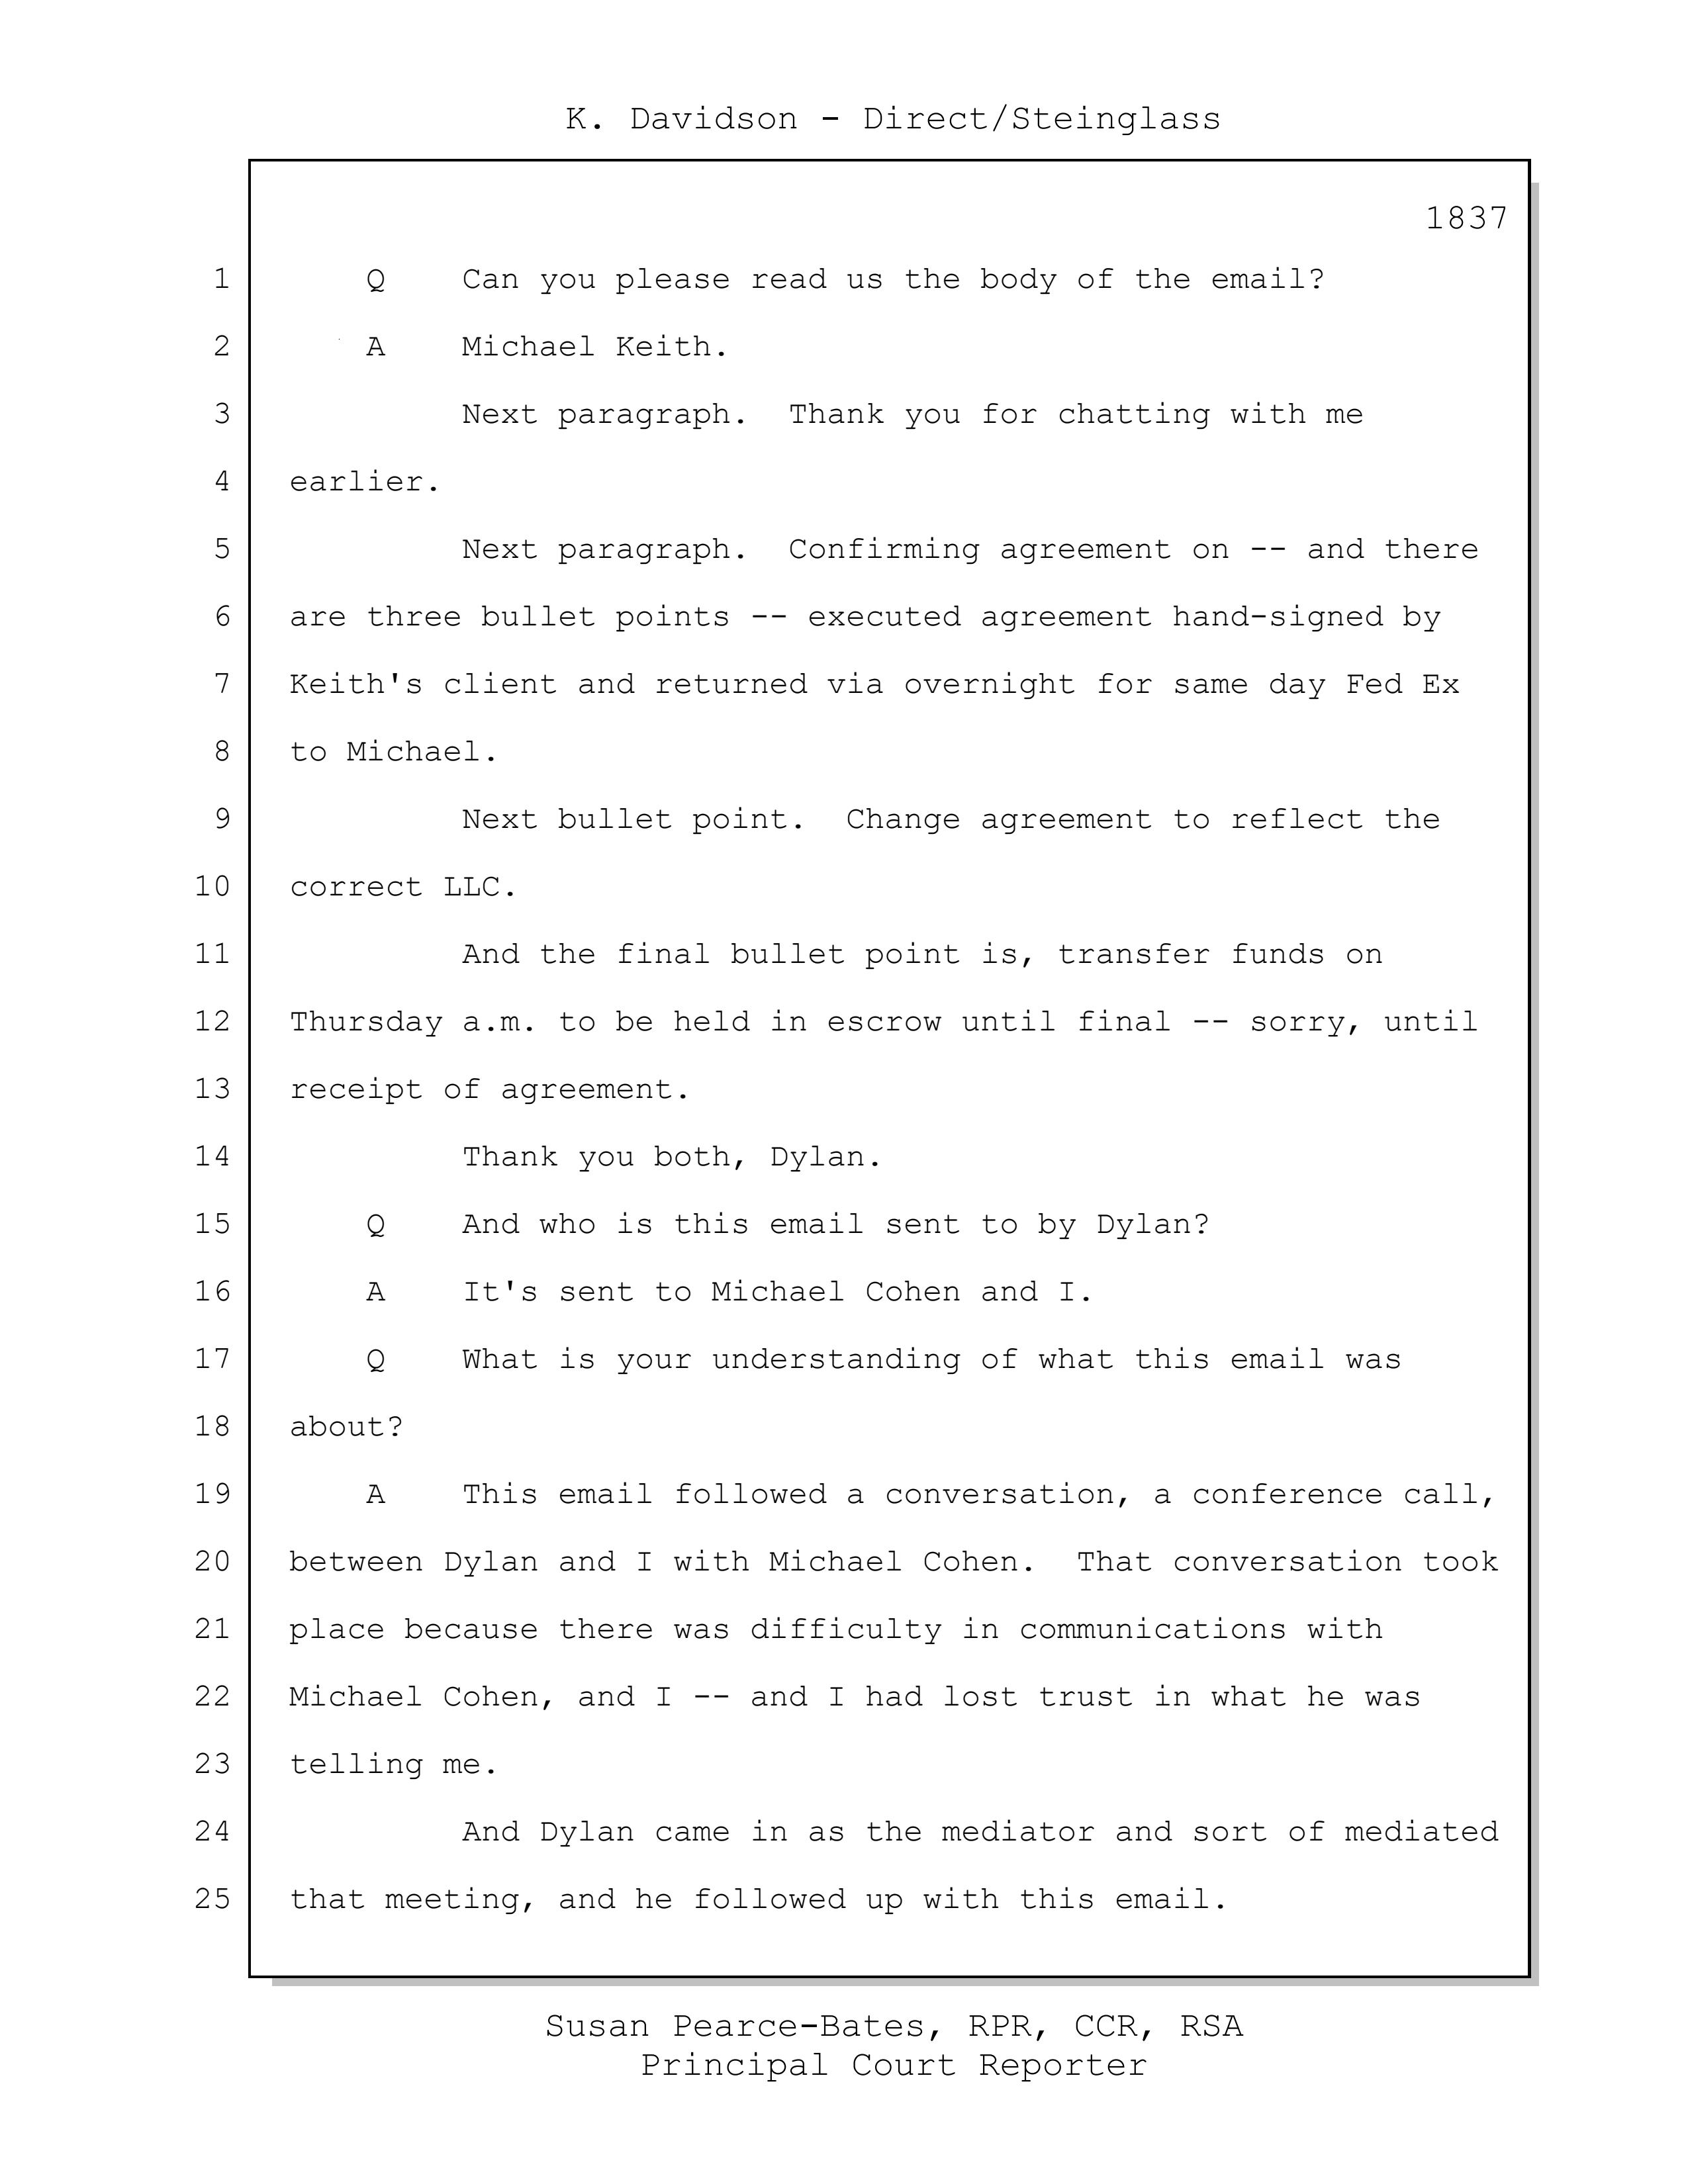 K. Davidson - Direct/Steinglass
1837
1 Q Can you please read us the body of the email?
2 A Michael Keith.
3 Next paragraph. Thank you for chatting with me
4 earlier.
5 Next paragraph. Confirming agreement on -- and there
6 are three bullet points -- executed agreement hand-signed by
7 Keith's client and returned via overnight for same day Fed Ex
8 to Michael.
9 Next bullet point. Change agreement to reflect the
10 correct LLC.
11 And the final bullet point is, transfer funds on
12 Thursday a.m. to be held in escrow until final -- sorry, until
13 receipt of agreement.
14 Thank you both, Dylan.
15 Q And who is this email sent to by Dylan?
16 A It's sent to Michael Cohen and I.
17 Q What is your understanding of what this email was
18 about?
19 A This email followed a conversation, a conference call,
20 between Dylan and I with Michael Cohen. That conversation took
21 place because there was difficulty in communications with
22 Michael Cohen, and I -- and I had lost trust in what he was
23 telling me.
24 And Dylan came in as the mediator and sort of mediated
25 that meeting, and he followed up with this email.
Susan Pearce-Bates, RPR, CCR, RSA
Principal Court Reporter